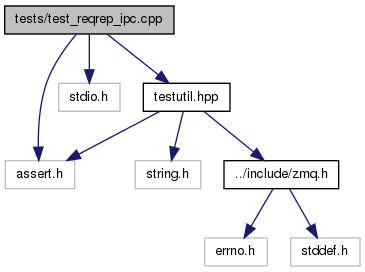 tests/test_reqrep_ipc.cpp
stdio.h
testutil.hpp
assert.h
string.h
../include/zmq.h
errno.h
stddef.h